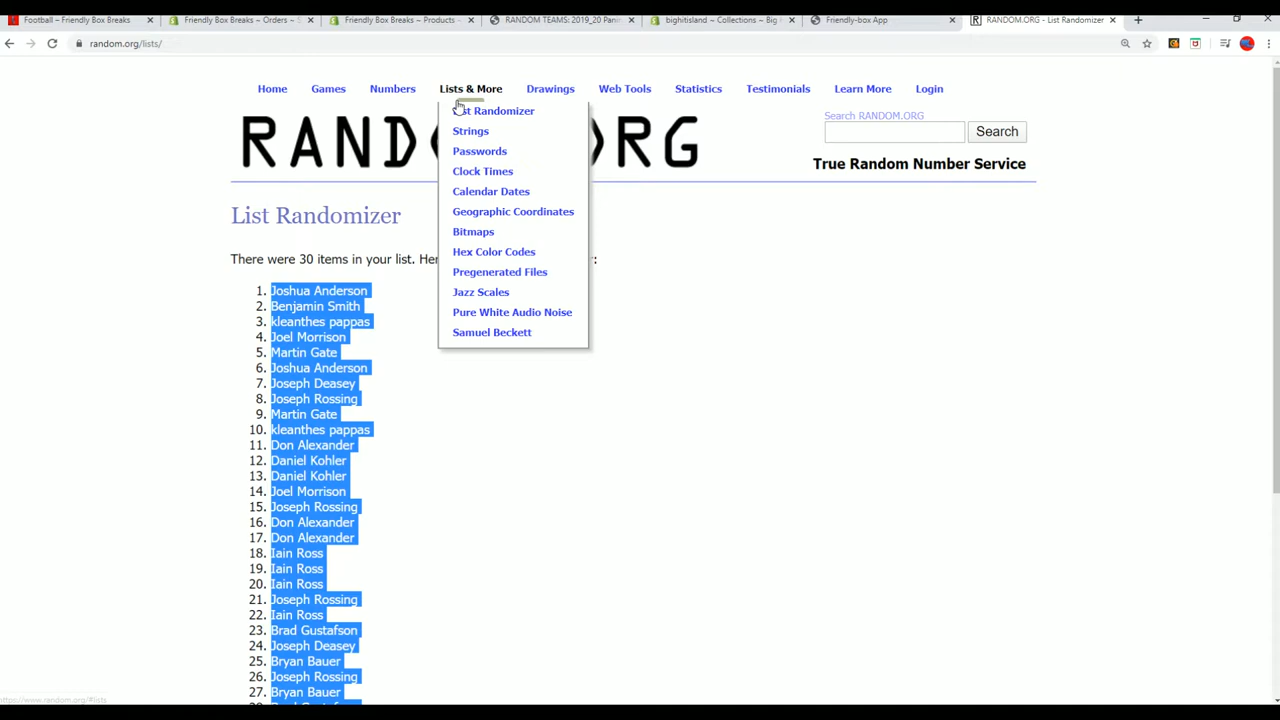 Football – Friendly Box Breaks
Friendly Box Breaks ~ Orders ~ S
Friendly Box Breaks ~ Products ~
RANDOM TEAMS: 2019_20 Pani
bighitisland ~ Collections ~ Big
Friendly-box App
RANDOM.ORG - List Randomizer
random.org/lists/
Home Games Numbers Lists & More Drawings Web Tools Statistics Testimonials Learn More Login
List Randomizer
Strings
Passwords
Clock Times
Calendar Dates
Geographic Coordinates
Bitmaps
Hex Color Codes
Pregenerated Files
Jazz Scales
Pure White Audio Noise
Samuel Beckett
Search RANDOM.ORG
Search
True Random Number Service
List Randomizer
There were 30 items in your list. Her :
1. Joshua Anderson
2. Benjamin Smith
3. kleanthes pappas
4. Joel Morrison
5. Martin Gate
6. Joshua Anderson
7. Joseph Deasey
8. Joseph Rossing
9. Martin Gate
10. kleanthes pappas
11. Don Alexander
12. Daniel Kohler
13. Daniel Kohler
14. Joel Morrison
15. Joseph Rossing
16. Don Alexander
17. Don Alexander
18. Iain Ross
19. Iain Ross
20. Iain Ross
21. Joseph Rossing
22. Iain Ross
23. Brad Gustafson
24. Joseph Deasey
25. Bryan Bauer
26. Joseph Rossing
27. Bryan Bauer
https://www.random.org/#lists